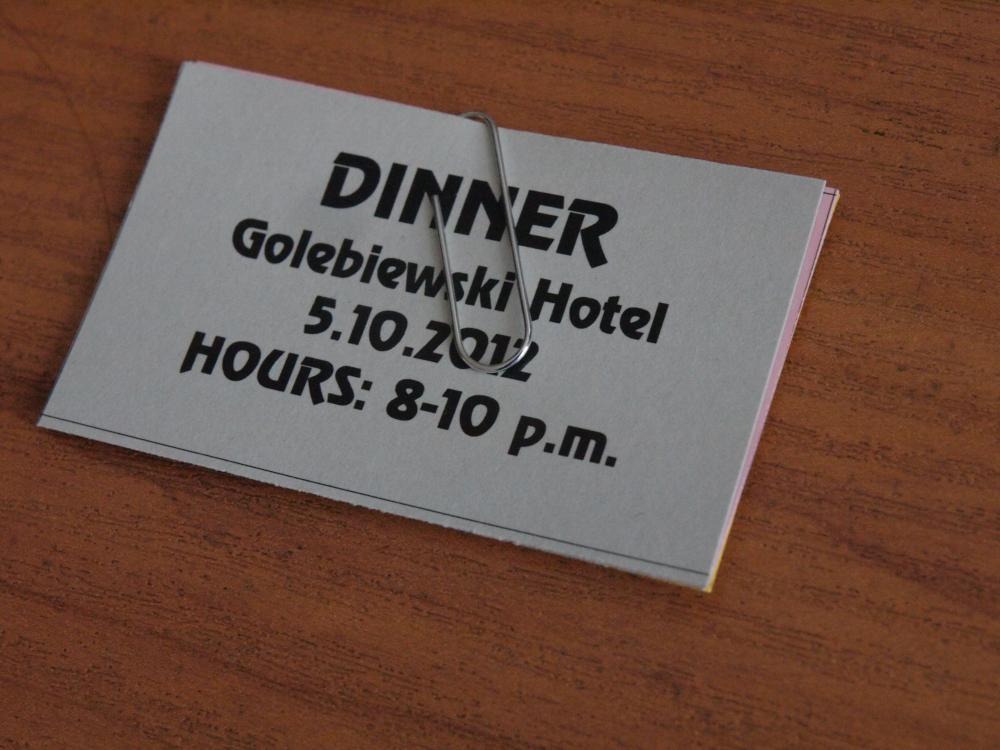 DINNER
Golebiewski Hotel
5.10.2012
HOURS: 8-10 p.m.